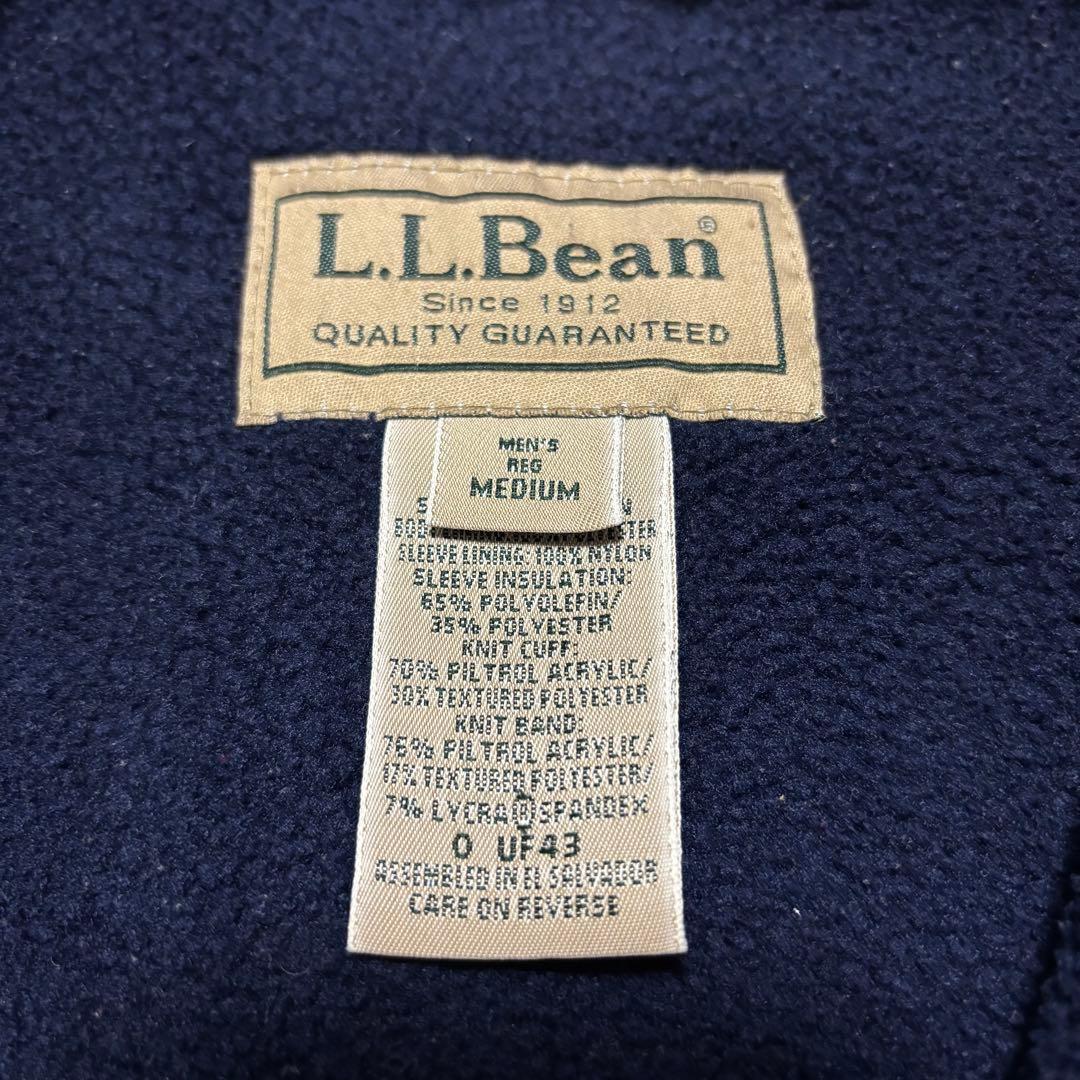 L.L.Bean®
Since 1912
QUALITY GUARANTEED
MEN'S
REG
MEDIUM
SLEEVE LINING: 100% NYLON
SLEEVE INSULATION:
65% POLYOLEFIN/
35% POLYESTER
KNIT CUFF:
70% PILTROL ACRYLIC/
30% TEXTURED POLYESTER
KNIT BAND:
76% PILTROL ACRYLIC/
17% TEXTURED POLYESTER/
7% LYCRA® SPANDEX
0 UF43
ASSEMBLED IN EL SALVADOR
CARE ON REVERSE